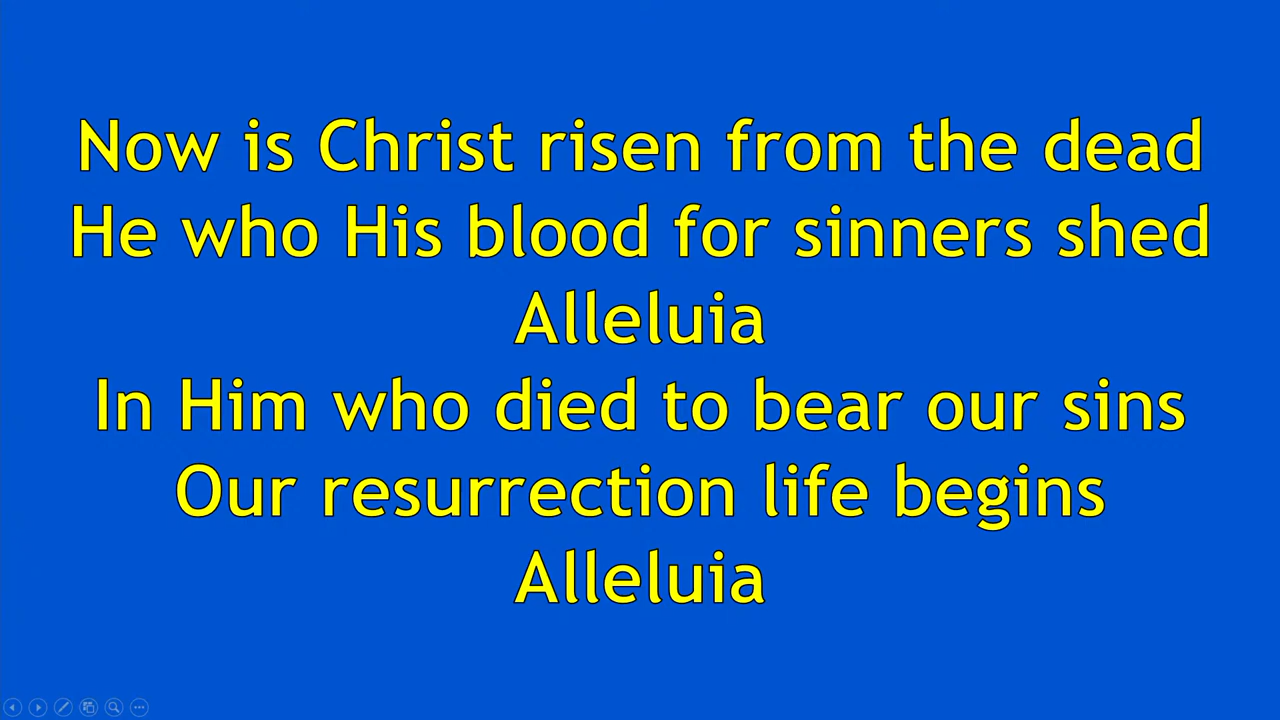 Now is Christ risen from the dead
He who His blood for sinners shed
Alleluia
In Him who died to bear our sins
Our resurrection life begins
Alleluia